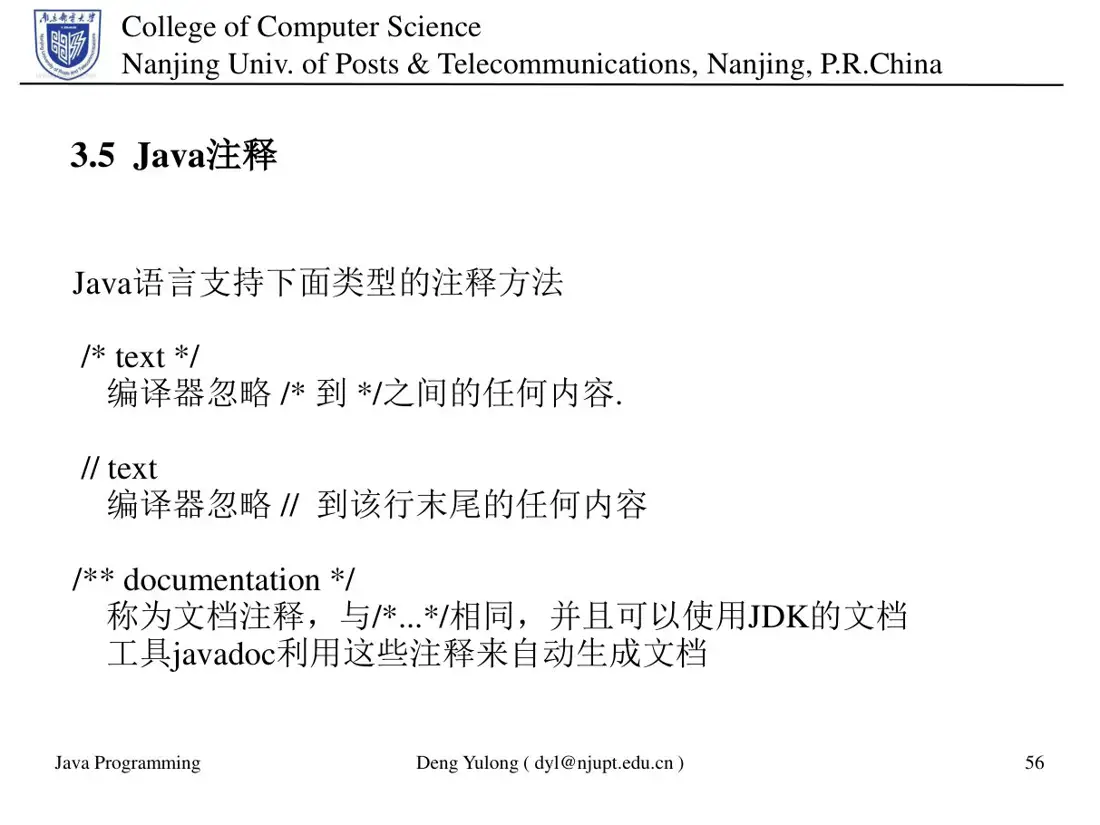 College of Computer Science
Nanjing Univ. of Posts & Telecommunications, Nanjing, P.R.China
3.5 Java注释
Java语言支持下面类型的注释方法
/* text */
编译器忽略 /* 到 */之间的任何内容.
// text
编译器忽略 // 到该行末尾的任何内容
/** documentation */
称为文档注释，与/*...*/相同，并且可以使用JDK的文档
工具javadoc利用这些注释来自动生成文档
Java Programming
Deng Yulong ( dyl@njupt.edu.cn )
56